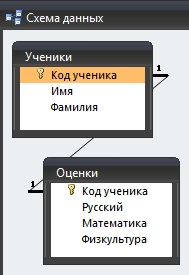 Схема данных
Ученики
1
Код ученика
Имя
Фамилия
1
Оценки
Код ученика
Русский
Математика
Физкультура